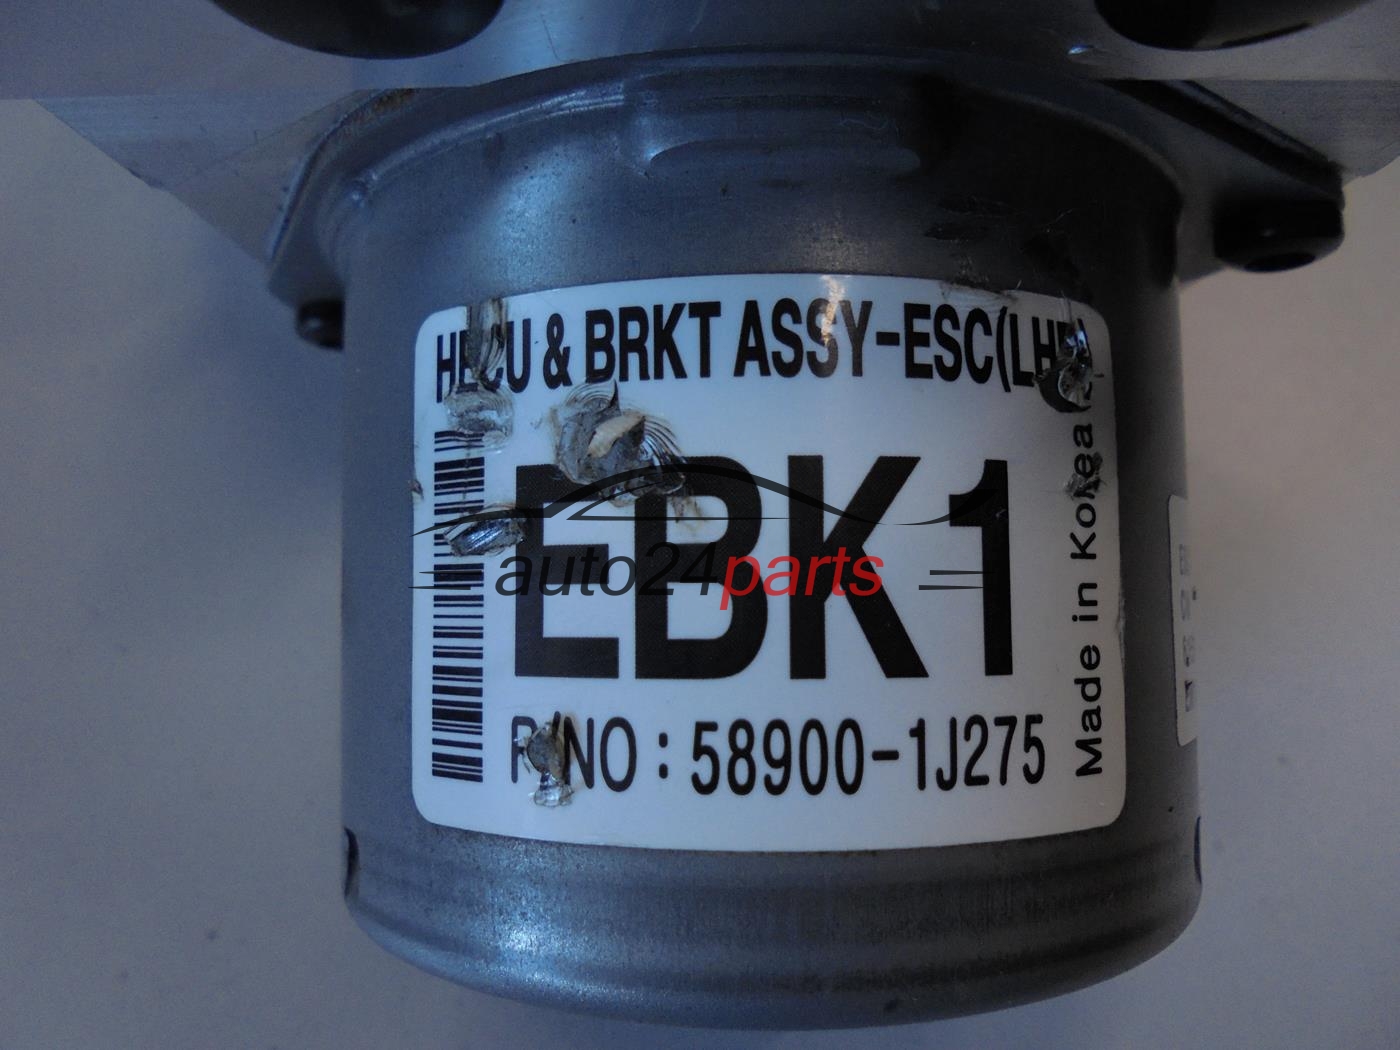 HECU & BRKT ASSY-ESC(LHD)
EBK1
auto24parts
P/NO : 58900-1J275
Made in Korea